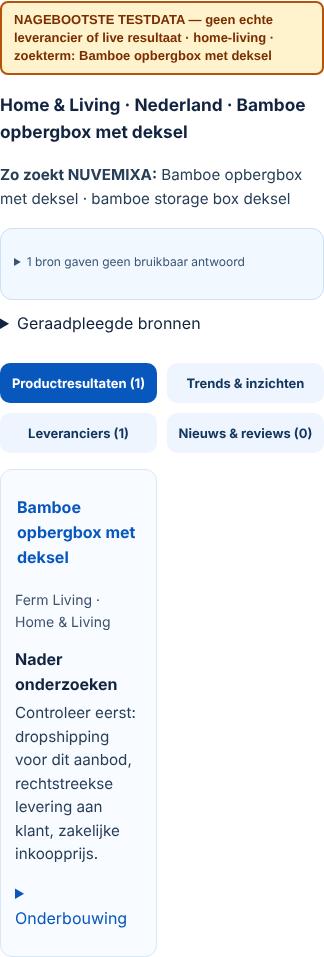 NAGEBOOTSTE TESTDATA — geen echte
leverancier of live resultaat · home-living ·
zoekterm: Bamboe opbergbox met deksel
Home & Living · Nederland · Bamboe
opbergbox met deksel
Zo zoekt NUVEMIXA: Bamboe opbergbox
met deksel · bamboe storage box deksel
1 bron gaven geen bruikbaar antwoord
Geraadpleegde bronnen
Productresultaten (1)
Trends & inzichten
Leveranciers (1)
Nieuws & reviews (0)
Bamboe
opbergbox met
deksel
Ferm Living ·
Home & Living
Nader
onderzoeken
Controleer eerst:
dropshipping
voor dit aanbod,
rechtstreekse
levering aan
klant, zakelijke
inkoopprijs.
Onderbouwing